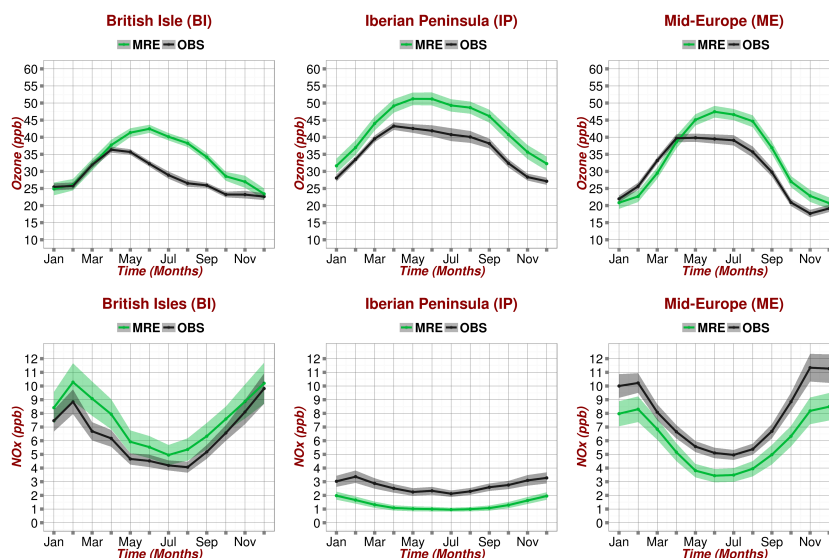 British Isle (BI)
MRE OBS
Ozone (ppb)
60
55
50
45
40
35
30
25
20
15
10
Jan Mar May Jul Sep Nov
Time (Months)
Iberian Peninsula (IP)
MRE OBS
Ozone (ppb)
60
55
50
45
40
35
30
25
20
15
10
Jan Mar May Jul Sep Nov
Time (Months)
Mid-Europe (ME)
MRE OBS
Ozone (ppb)
60
55
50
45
40
35
30
25
20
15
10
Jan Mar May Jul Sep Nov
Time (Months)
British Isles (BI)
MRE OBS
NOx (ppb)
12
11
10
9
8
7
6
5
4
3
2
1
0
Jan Mar May Jul Sep Nov
Time (Months)
Iberian Peninsula (IP)
MRE OBS
NOx (ppb)
12
11
10
9
8
7
6
5
4
3
2
1
0
Jan Mar May Jul Sep Nov
Time (Months)
Mid-Europe (ME)
MRE OBS
NOx (ppb)
12
11
10
9
8
7
6
5
4
3
2
1
0
Jan Mar May Jul Sep Nov
Time (Months)